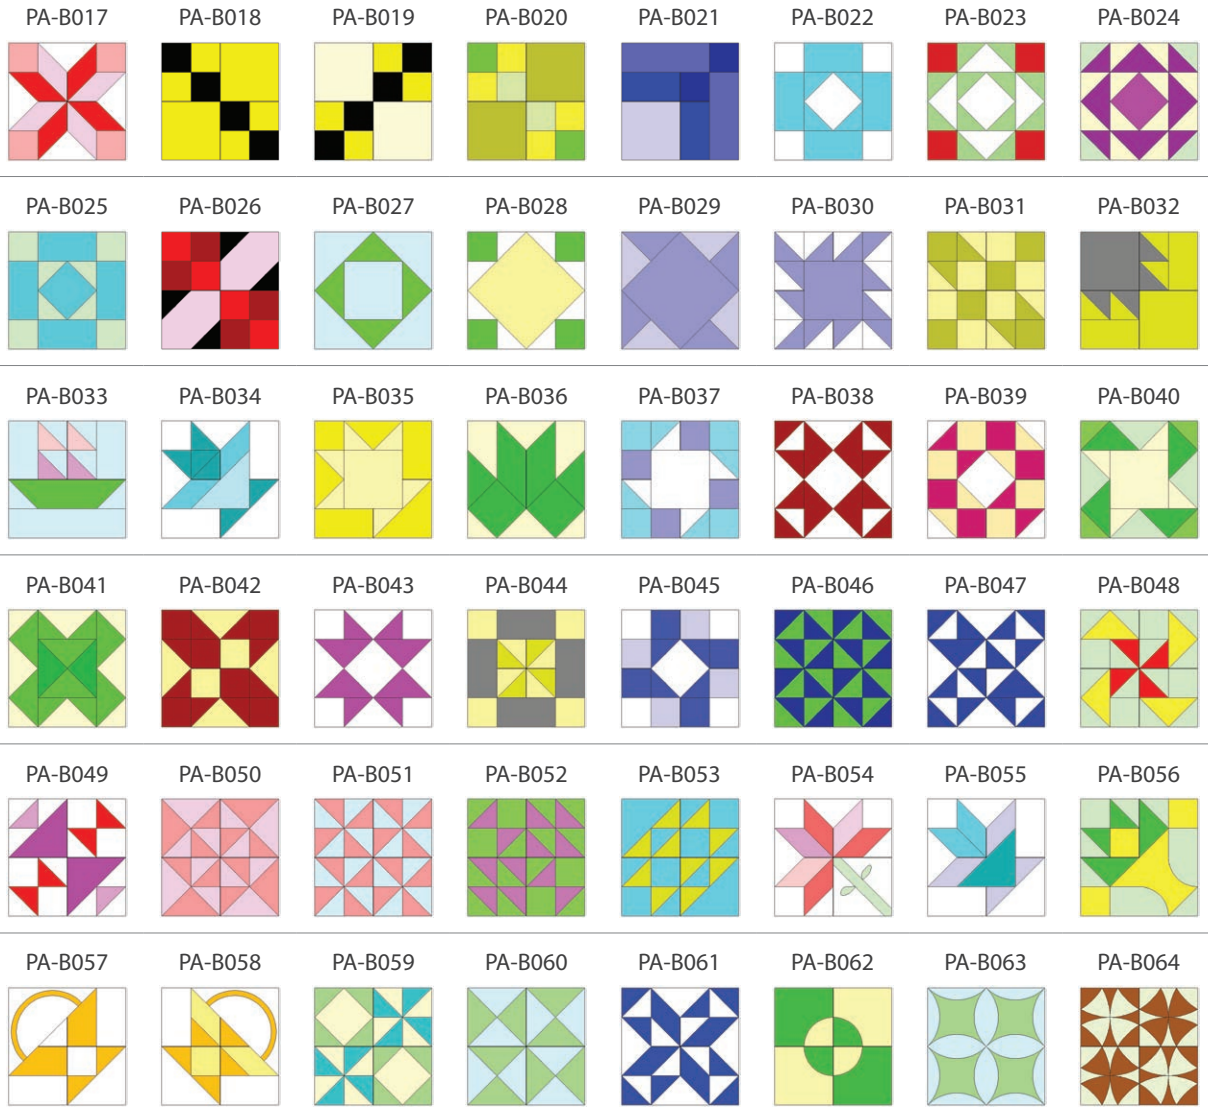 PA-B017 PA-B018 PA-B019 PA-B020 PA-B021 PA-B022 PA-B023 PA-B024
PA-B025 PA-B026 PA-B027 PA-B028 PA-B029 PA-B030 PA-B031 PA-B032
PA-B033 PA-B034 PA-B035 PA-B036 PA-B037 PA-B038 PA-B039 PA-B040
PA-B041 PA-B042 PA-B043 PA-B044 PA-B045 PA-B046 PA-B047 PA-B048
PA-B049 PA-B050 PA-B051 PA-B052 PA-B053 PA-B054 PA-B055 PA-B056
PA-B057 PA-B058 PA-B059 PA-B060 PA-B061 PA-B062 PA-B063 PA-B064